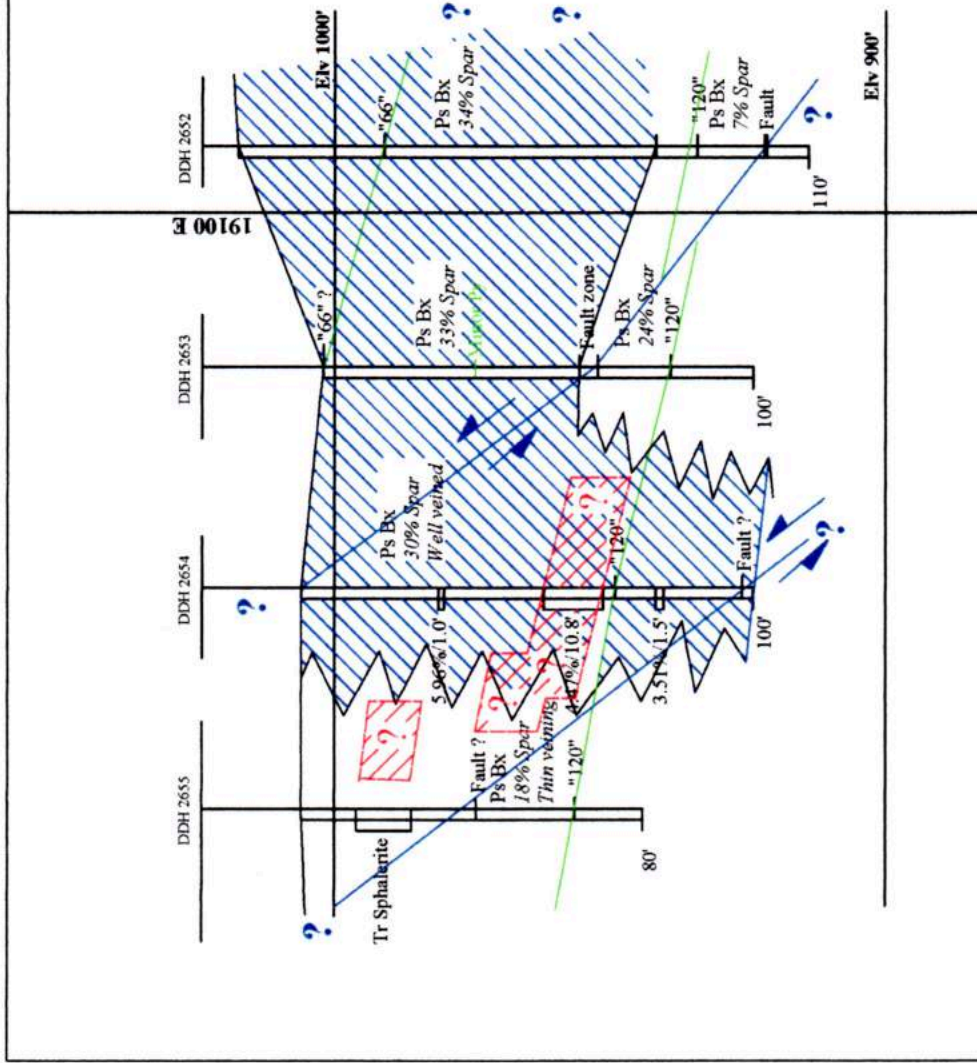 DDH 2655
DDH 2654
DDH 2653
DDH 2652
19100 E
?
?
?
?
Elv 1000'
"66" ?
"66"
Ps Bx
34% Spar
Ps Bx
33% Spar
Ps Bx
30% Spar
Well veined
?
Tr Sphalerite
5.96%/1.0'
?
?
?
Fault ?
Ps Bx
18% Spar
Thin veining
4.47%/10.8'
"120"
"120"
Fault zone
Ps Bx
24% Spar
"120"
"120"
Ps Bx
7% Spar
Fault
?
3.51%/1.5'
Fault ?
?
80'
100'
100'
110'
Elv 900'